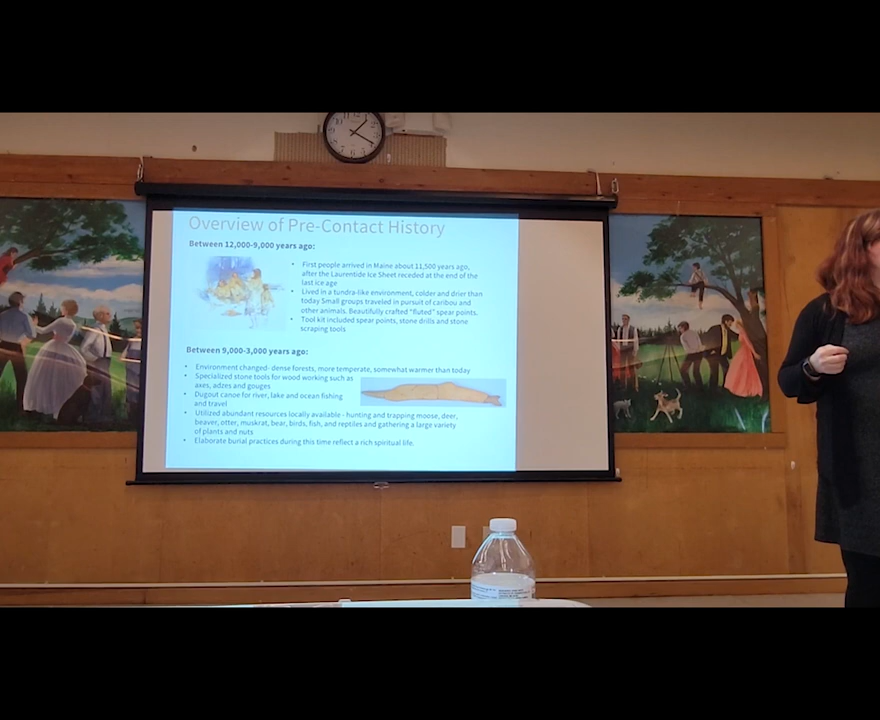 Overview of Pre-Contact History
Between 12,000-9,000 years ago:
• First people arrived in Maine about 11,500 years ago,
after the Laurentide Ice Sheet receded at the end of the
last ice age
• Lived in a tundra-like environment, colder and drier than
today Small groups traveled in pursuit of caribou and
other animals. Beautifully crafted "fluted" spear points.
• Tool kit included spear points, stone drills and stone
scraping tools
Between 9,000-3,000 years ago:
• Environment changed- dense forests, more temperate, somewhat warmer than today
• Specialized stone tools for wood working such as
axes, adzes and gouges
• Dugout canoe for river, lake and ocean fishing
and travel
• Utilized abundant resources locally available - hunting and trapping moose, deer,
beaver, otter, muskrat, bear, birds, fish, and reptiles and gathering a large variety
of plants and nuts
• Elaborate burial practices during this time reflect a rich spiritual life.